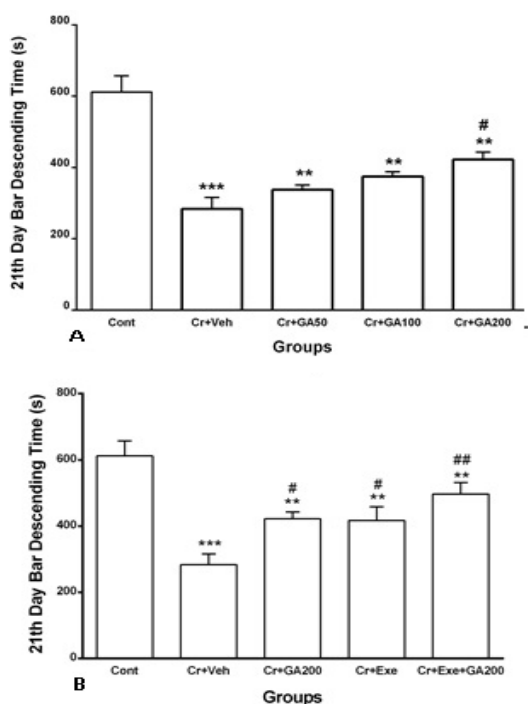 21th Day Bar Descending Time (s)
800
600
400
200
0
***
**
**
#
**
Cont Cr+Veh Cr+GA50 Cr+GA100 Cr+GA200
A
Groups
21th Day Bar Descending Time (s)
800
600
400
200
0
***
#
**
#
**
##
**
Cont Cr+Veh Cr+GA200 Cr+Exe Cr+Exe+GA200
B
Groups